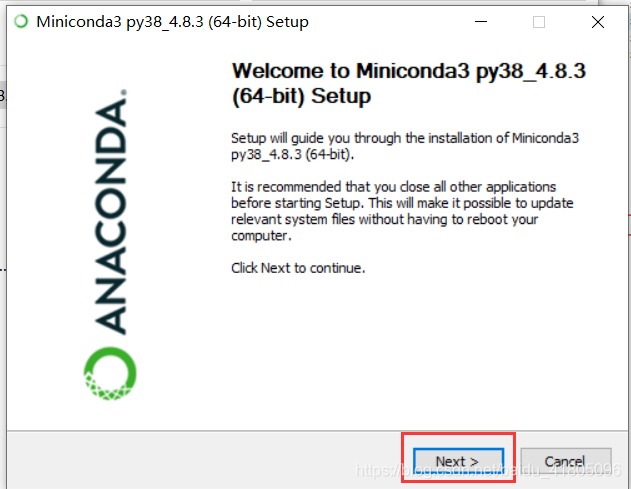 Miniconda3 py38_4.8.3 (64-bit) Setup
Welcome to Miniconda3 py38_4.8.3
(64-bit) Setup
Setup will guide you through the installation of Miniconda3
py38_4.8.3 (64-bit).
It is recommended that you close all other applications
before starting Setup. This will make it possible to update
relevant system files without having to reboot your
computer.
Click Next to continue.
ANACONDA.
Next >
Cancel
https://blog.csdn.net/baidu_41805096